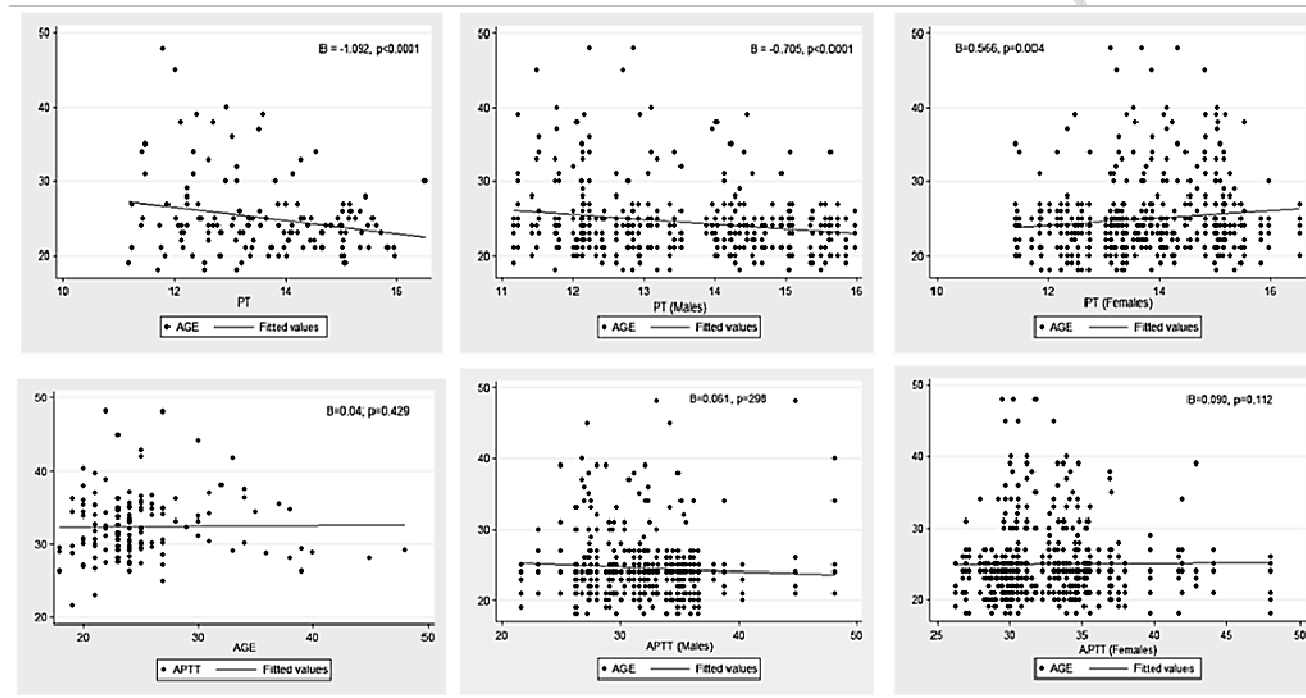 50
40
30
20
B = -1.092, p<0.0001
10
12
14
16
PT
AGE
Fitted values
50
40
30
20
B = -0.705, p<0.0001
11
12
13
14
15
16
PT (Males)
AGE
Fitted values
50
40
30
20
B=0.566, p=0.004
10
12
14
16
PT (Females)
AGE
Fitted values
50
40
30
20
B=0.04; p=0.429
20
30
40
50
AGE
APTT
Fitted values
50
40
30
20
B=0.061, p=298
20
30
40
50
APTT (Males)
AGE
Fitted values
50
40
30
20
B=0.090, p=0.112
25
30
35
40
45
50
APTT (Females)
AGE
Fitted values